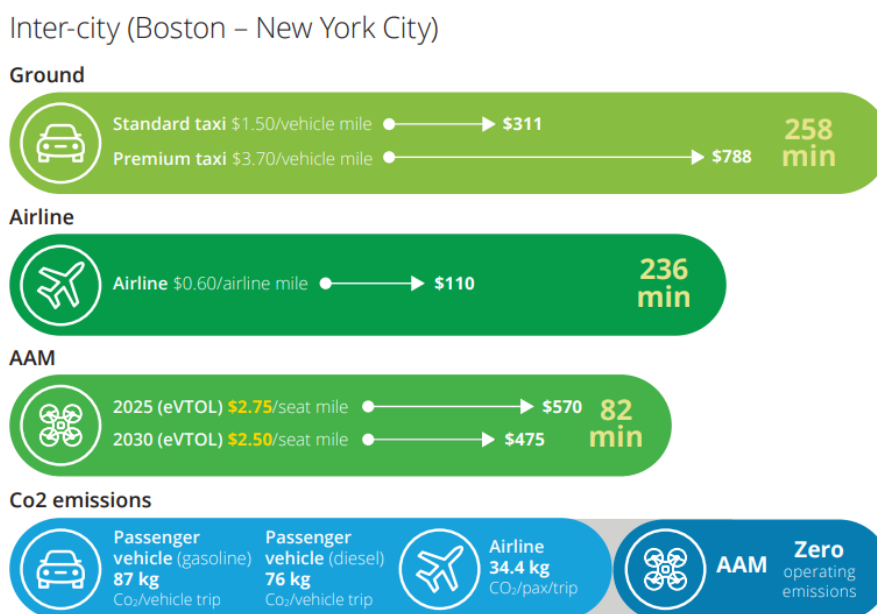 Inter-city (Boston – New York City)
Ground
Standard taxi $1.50/vehicle mile $311
Premium taxi $3.70/vehicle mile $788
258
min
Airline
Airline $0.60/airline mile $110
236
min
AAM
2025 (eVTOL) $2.75/seat mile $570
2030 (eVTOL) $2.50/seat mile $475
82
min
Co2 emissions
Passenger
vehicle (gasoline)
87 kg
Co₂/vehicle trip
Passenger
vehicle (diesel)
76 kg
Co₂/vehicle trip
Airline
34.4 kg
CO₂/pax/trip
AAM
Zero
operating
emissions